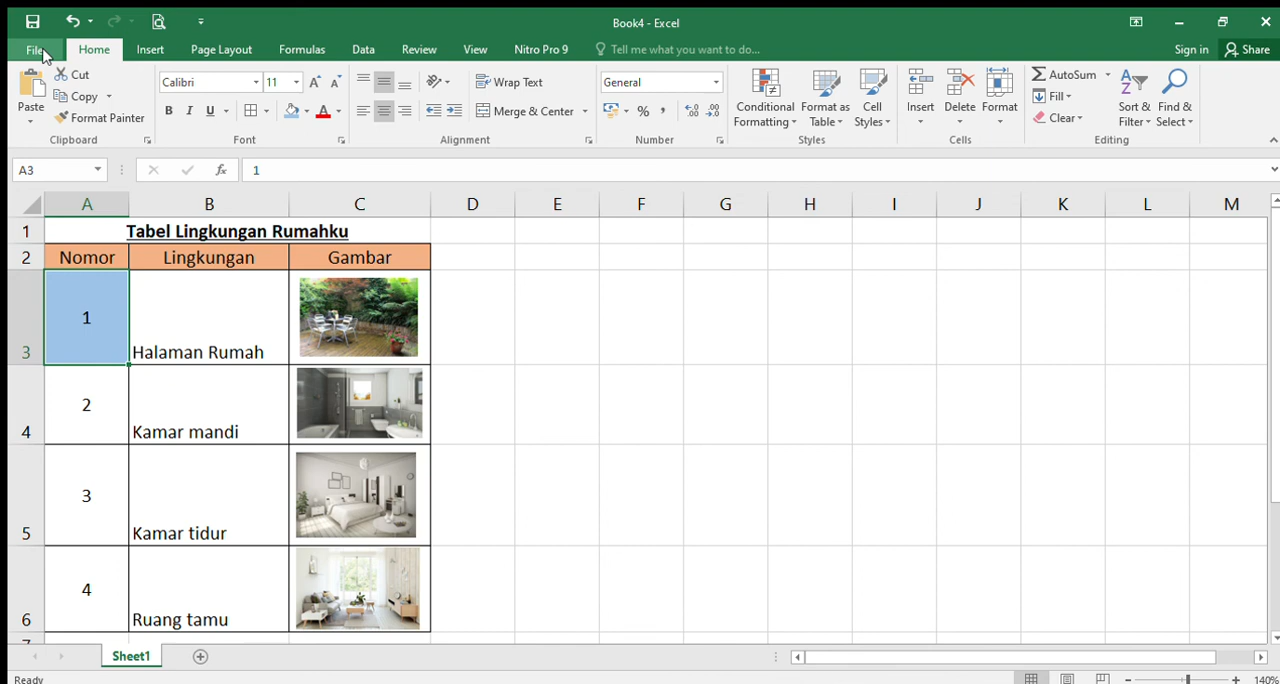 Book4 - Excel
File Home Insert Page Layout Formulas Data Review View Nitro Pro 9 Tell me what you want to do... Sign in Share
Cut
Copy
Format Painter
Paste
Clipboard
Calibri 11
B I U
Font
Wrap Text
Merge & Center
Alignment
General
Number
Conditional Formatting
Format as Table
Cell Styles
Styles
Insert Delete Format
Cells
AutoSum
Fill
Clear
Sort & Filter
Find & Select
Editing
A3 fx 1
A B C D E F G H I J K L M
1 Tabel Lingkungan Rumahku
2 Nomor Lingkungan Gambar
3 1 Halaman Rumah
4 2 Kamar mandi
5 3 Kamar tidur
6 4 Ruang tamu
7
Sheet1
Ready 140%